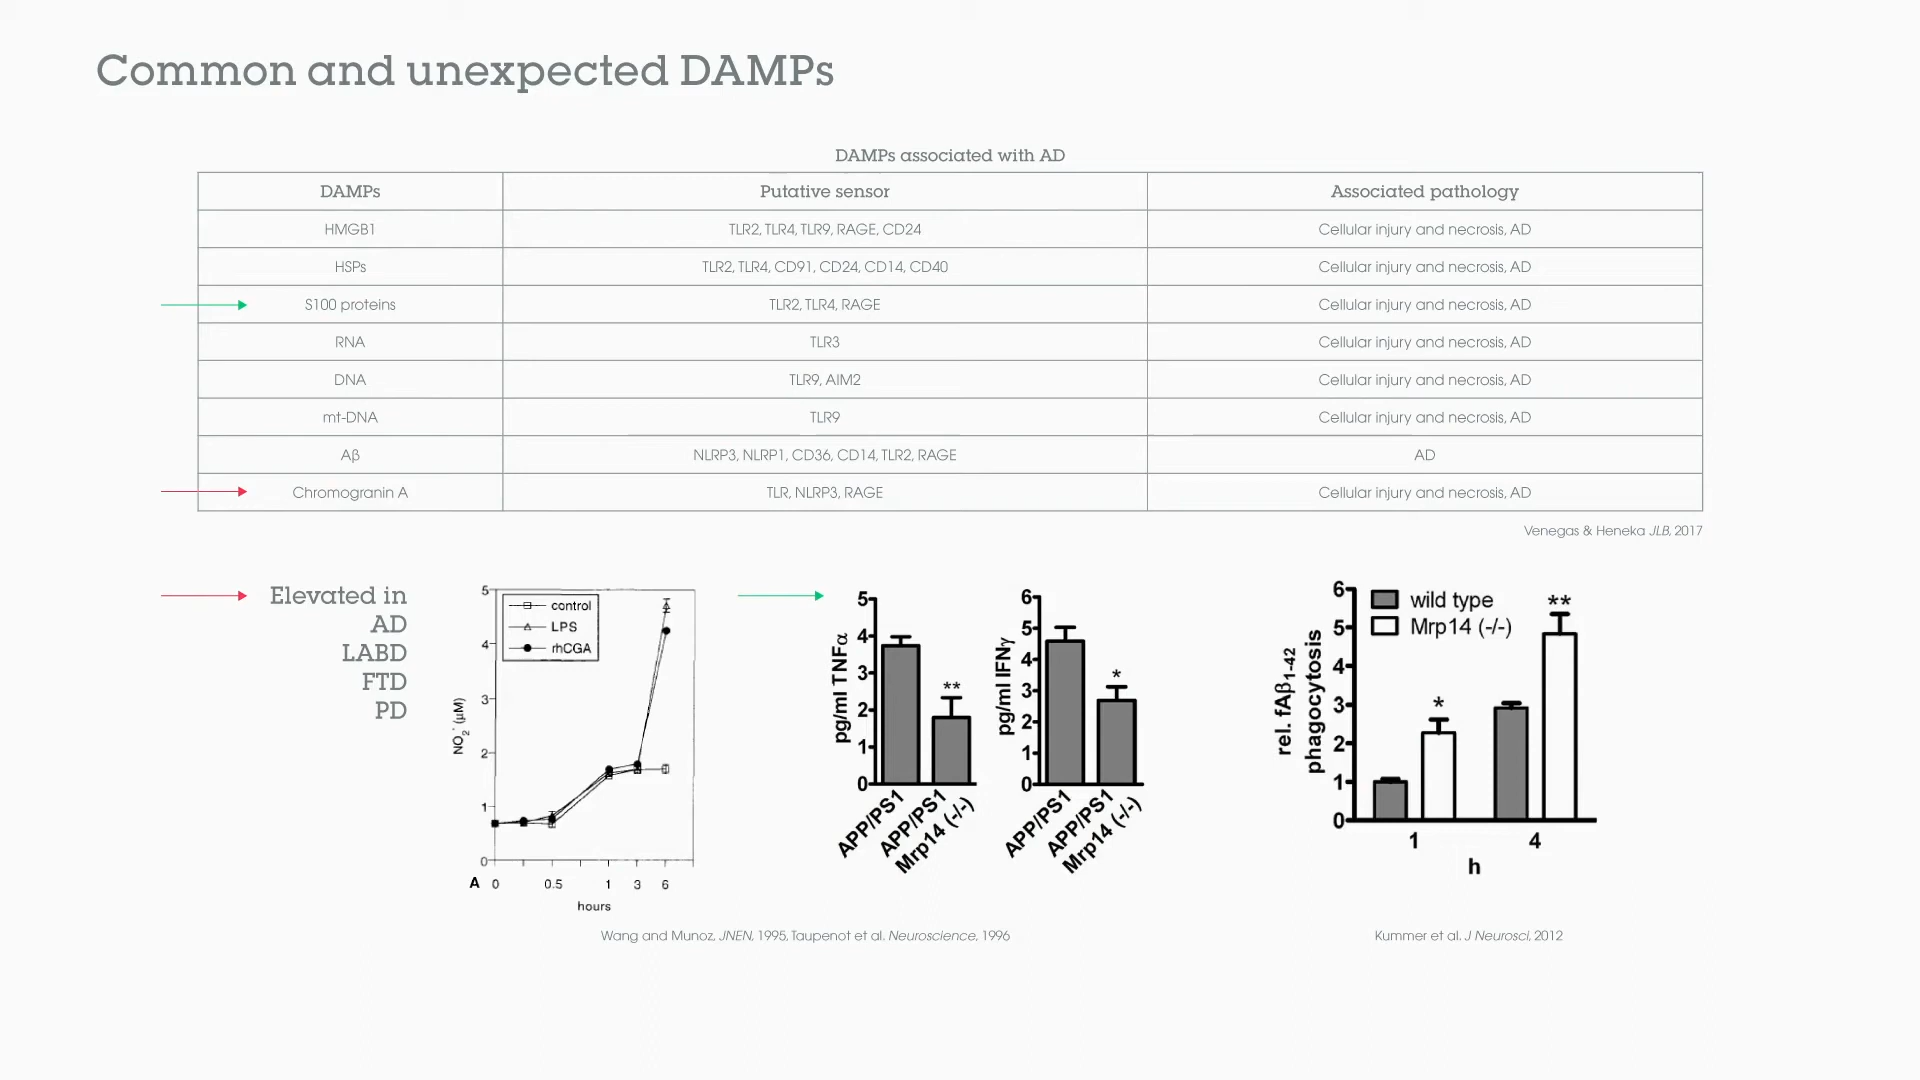 Common and unexpected DAMPs
DAMPs associated with AD
DAMPs Putative sensor Associated pathology
HMGB1 TLR2, TLR4, TLR9, RAGE, CD24 Cellular injury and necrosis, AD
HSPs TLR2, TLR4, CD91, CD24, CD14, CD40 Cellular injury and necrosis, AD
S100 proteins TLR2, TLR4, RAGE Cellular injury and necrosis, AD
RNA TLR3 Cellular injury and necrosis, AD
DNA TLR9, AIM2 Cellular injury and necrosis, AD
mt-DNA TLR9 Cellular injury and necrosis, AD
Aβ NLRP3, NLRP1, CD36, CD14, TLR2, RAGE AD
Chromogranin A TLR, NLRP3, RAGE Cellular injury and necrosis, AD
Venegas & Heneka JLB, 2017
Elevated in
AD
LABD
FTD
PD
5
4
3
2
1
0
NO2- (μM)
control
LPS
rhCGA
A 0 0.5 1 3 6
hours
5
4
3
2
1
0
pg/ml TNFα
**
APP/PS1
APP/PS1
Mrp14 (-/-)
6
5
4
3
2
1
0
pg/ml IFNγ
*
APP/PS1
APP/PS1
Mrp14 (-/-)
Wang and Munoz, JNEN, 1995, Taupenot et al. Neuroscience, 1996
6
5
4
3
2
1
0
rel. fAβ1-42
phagocytosis
wild type
Mrp14 (-/-)
*
**
1 4
h
Kummer et al. J Neurosci, 2012